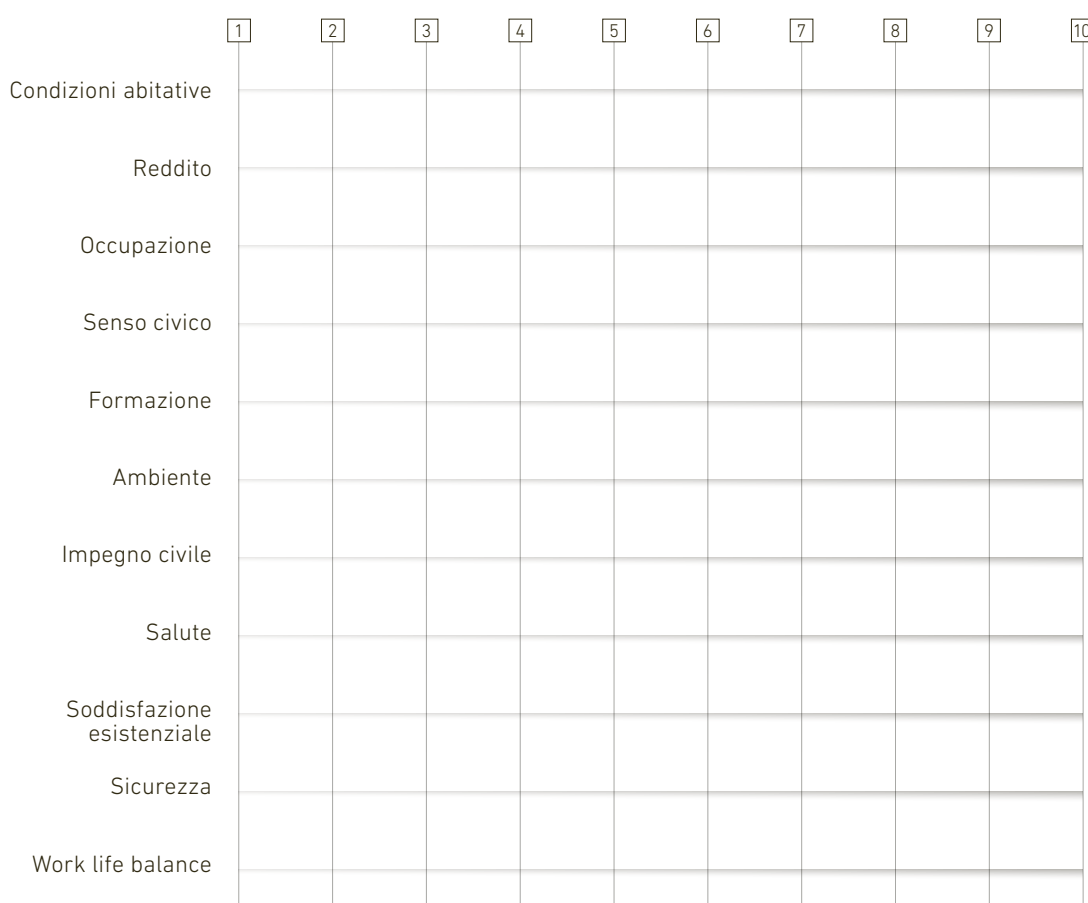 1 2 3 4 5 6 7 8 9 10
Condizioni abitative
Reddito
Occupazione
Senso civico
Formazione
Ambiente
Impegno civile
Salute
Soddisfazione
esistenziale
Sicurezza
Work life balance